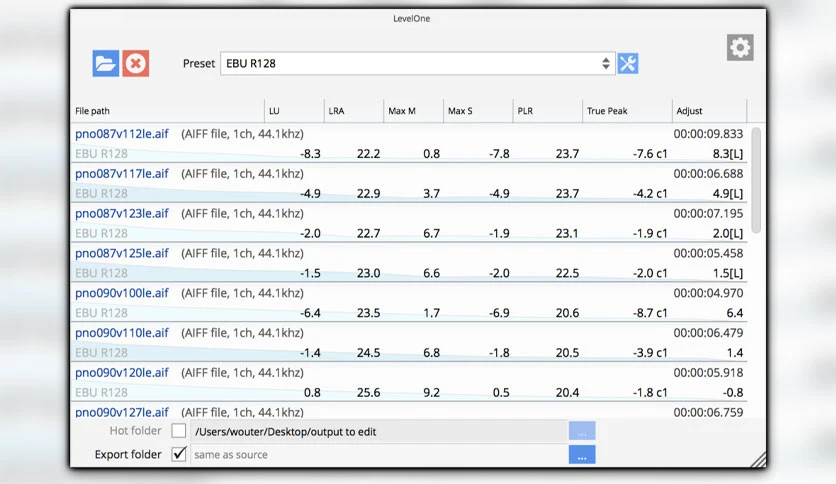 LevelOne
Preset EBU R128
File path LU LRA Max M Max S PLR True Peak Adjust
pno087v112le.aif (AIFF file, 1ch, 44.1khz) 00:00:09.833
EBU R128 -8.3 22.2 0.8 -7.8 23.7 -7.6 c1 8.3[L]
pno087v117le.aif (AIFF file, 1ch, 44.1khz) 00:00:06.688
EBU R128 -4.9 22.9 3.7 -4.9 23.7 -4.2 c1 4.9[L]
pno087v123le.aif (AIFF file, 1ch, 44.1khz) 00:00:07.195
EBU R128 -2.0 22.7 6.7 -1.9 23.1 -1.9 c1 2.0[L]
pno087v125le.aif (AIFF file, 1ch, 44.1khz) 00:00:05.458
EBU R128 -1.5 23.0 6.6 -2.0 22.5 -2.0 c1 1.5[L]
pno090v100le.aif (AIFF file, 1ch, 44.1khz) 00:00:04.970
EBU R128 -6.4 23.5 1.7 -6.9 20.6 -8.7 c1 6.4
pno090v110le.aif (AIFF file, 1ch, 44.1khz) 00:00:06.479
EBU R128 -1.4 24.5 6.8 -1.8 20.5 -3.9 c1 1.4
pno090v120le.aif (AIFF file, 1ch, 44.1khz) 00:00:05.918
EBU R128 0.8 25.6 9.2 0.5 20.4 -1.8 c1 -0.8
pno090v127le.aif (AIFF file, 1ch, 44.1khz) 00:00:06.759
Hot folder /Users/wouter/Desktop/output to edit ...
Export folder same as source ...